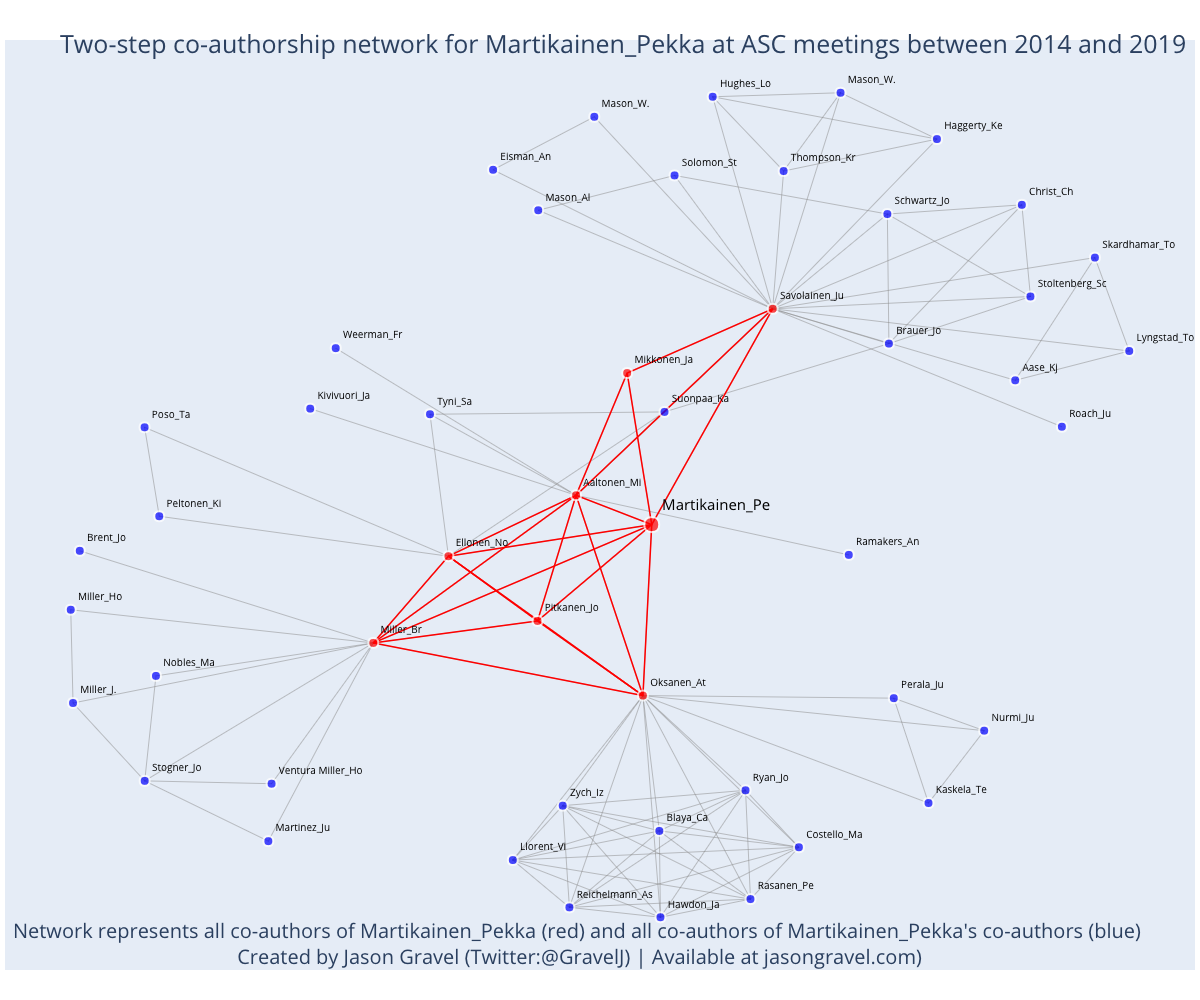 Two-step co-authorship network for Martikainen_Pekka at ASC meetings between 2014 and 2019
Hughes_Lo
Mason_W.
Mason_W.
Haggerty_Ke
Eisman_An
Solomon_St
Thompson_Kr
Mason_Al
Schwartz_Jo
Christ_Ch
Skardhamar_To
Savolainen_Ju
Stoltenberg_Sc
Weerman_Fr
Brauer_Jo
Lyngstad_To
Mikkonen_Ja
Aase_Kj
Kivivuori_Ja
Tyni_Sa
Suonpaa_Ka
Poso_Ta
Roach_Ju
Aaltonen_Mi
Peltonen_Ki
Martikainen_Pe
Brent_Jo
Ellonen_No
Ramakers_An
Miller_Ho
Pitkanen_Jo
Miller_Br
Nobles_Ma
Miller_J.
Oksanen_At
Perala_Ju
Nurmi_Ju
Stogner_Jo
Ventura Miller_Ho
Ryan_Jo
Kaskela_Te
Zych_Iz
Blaya_Ca
Martinez_Ju
Costello_Ma
Llorent_Vi
Reichelmann_As
Rasanen_Pe
Hawdon_Ja
Network represents all co-authors of Martikainen_Pekka (red) and all co-authors of Martikainen_Pekka's co-authors (blue)
Created by Jason Gravel (Twitter:@GravelJ) | Available at jasongravel.com)